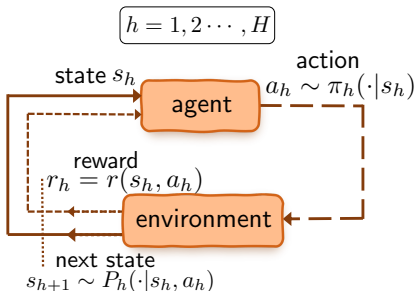 h = 1, 2 ⋯ , H
action
state s_h
a_h ∼ π_h(·|s_h)
agent
reward
r_h = r(s_h, a_h)
environment
next state
s_{h+1} ∼ P_h(·|s_h, a_h)